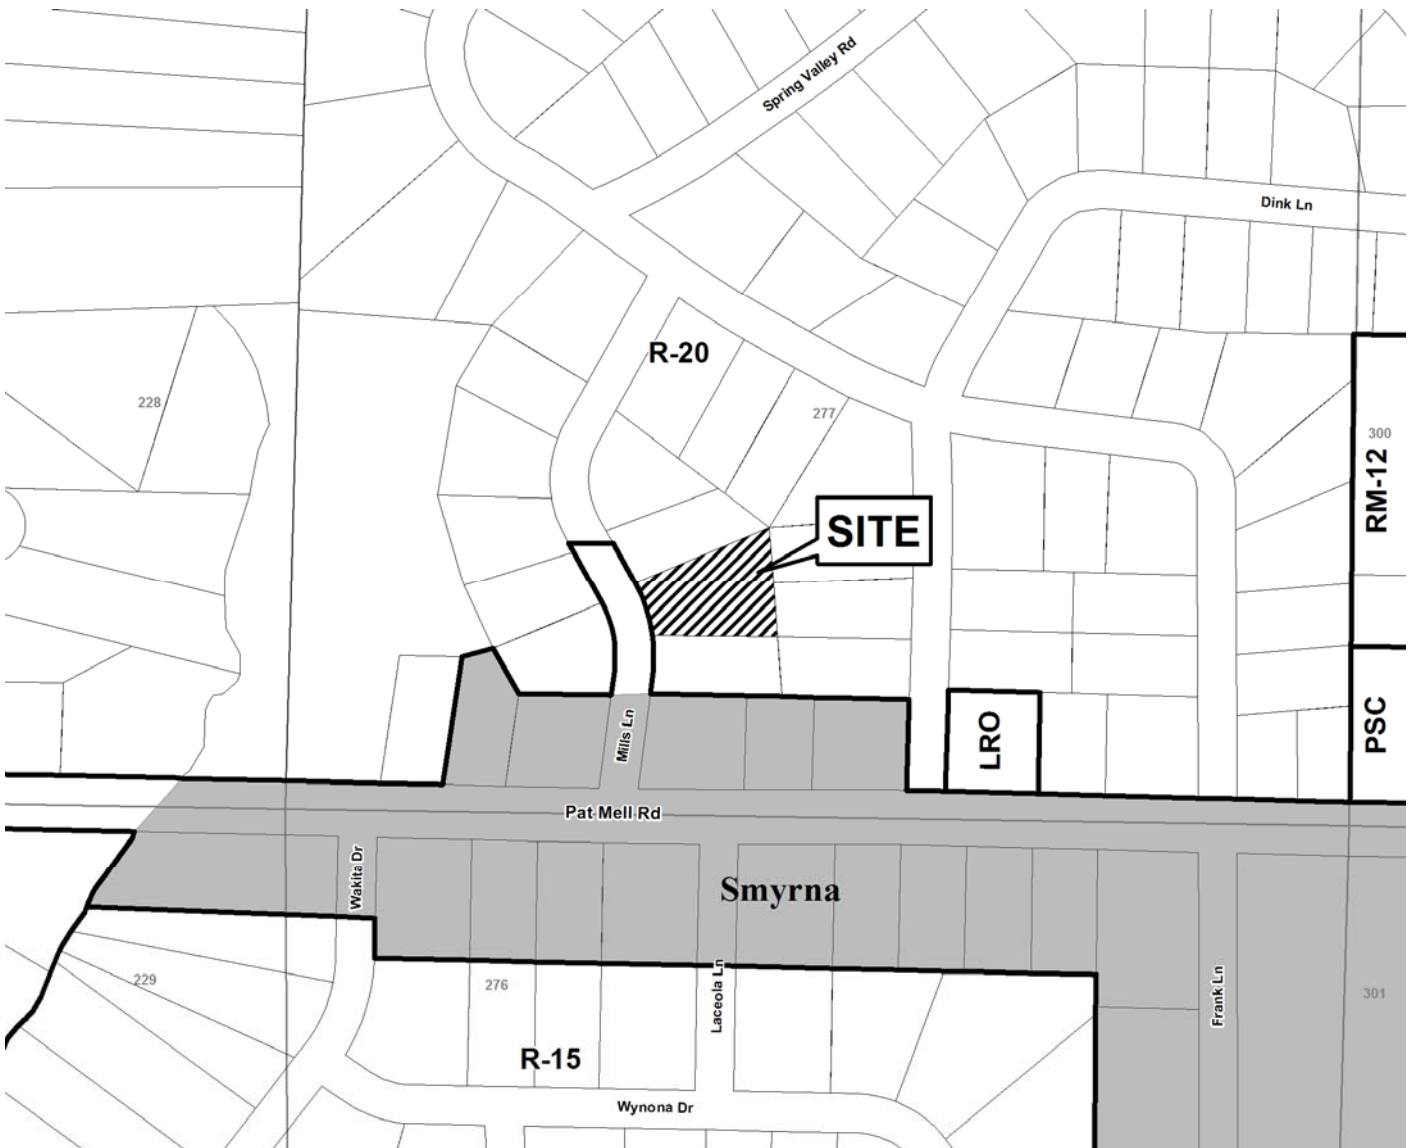 Spring Valley Rd
Dink Ln
R-20
228
277
300
RM-12
SITE
Mills Ln
LRO
PSC
Pat Mell Rd
Wakita Dr
Smyrna
229
276
Laceola Ln
Frank Ln
301
R-15
Wynona Dr